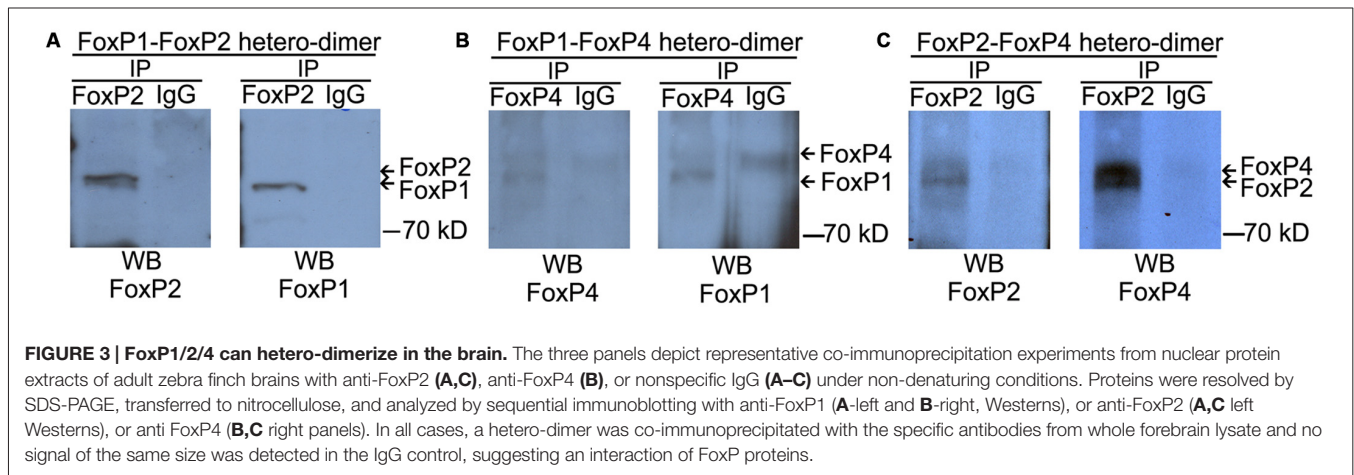 A FoxP1-FoxP2 hetero-dimer
IP
FoxP2 IgG FoxP2 IgG
FoxP2
FoxP1
70 kD
WB WB
FoxP2 FoxP1
B FoxP1-FoxP4 hetero-dimer
IP IP
FoxP4 IgG FoxP4 IgG
FoxP4
FoxP1
70 kD
WB WB
FoxP4 FoxP1
C FoxP2-FoxP4 hetero-dimer
IP IP
FoxP2 IgG FoxP2 IgG
FoxP4
FoxP2
70 kD
WB WB
FoxP2 FoxP4
FIGURE 3 | FoxP1/2/4 can hetero-dimerize in the brain. The three panels depict representative co-immunoprecipitation experiments from nuclear protein
extracts of adult zebra finch brains with anti-FoxP2 (A,C), anti-FoxP4 (B), or nonspecific IgG (A–C) under non-denaturing conditions. Proteins were resolved by
SDS-PAGE, transferred to nitrocellulose, and analyzed by sequential immunoblotting with anti-FoxP1 (A-left and B-right, Westerns), or anti-FoxP2 (A,C left
Westerns), or anti FoxP4 (B,C right panels). In all cases, a hetero-dimer was co-immunoprecipitated with the specific antibodies from whole forebrain lysate and no
signal of the same size was detected in the IgG control, suggesting an interaction of FoxP proteins.